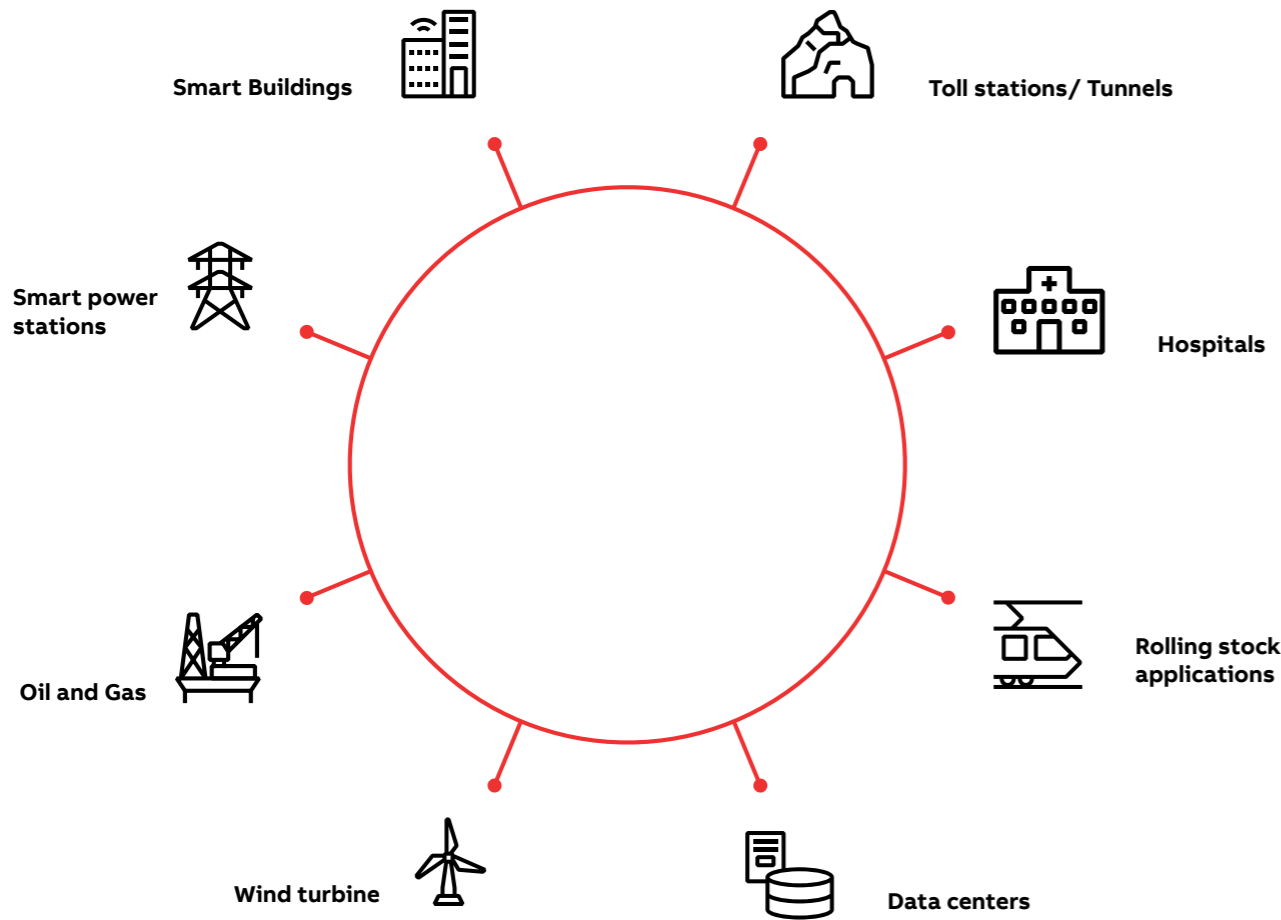 Smart Buildings
Toll stations/ Tunnels
Smart power
stations
Hospitals
Oil and Gas
Rolling stock
applications
Wind turbine
Data centers